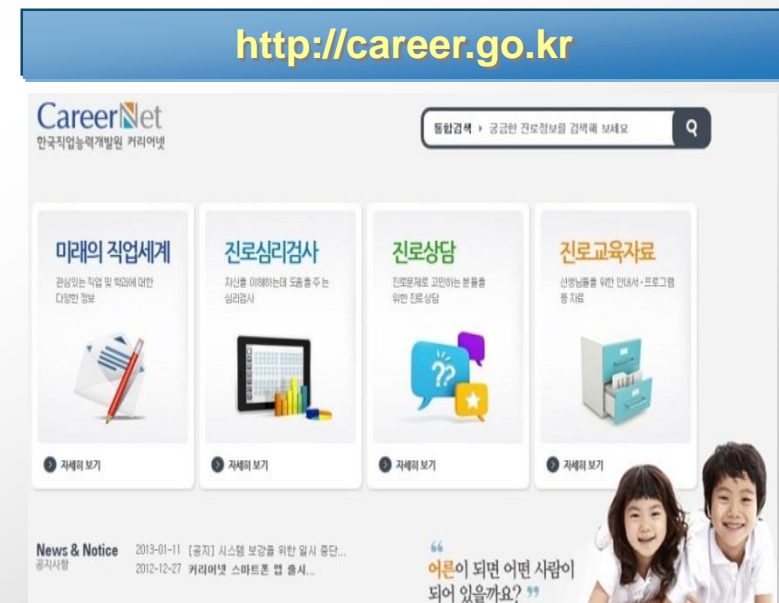 http://career.go.kr
CareerNet
한국직업능력개발원 커리어넷
통합검색 ▸ 궁금한 진로정보를 검색해 보세요
미래의 직업세계
관심있는 직업 및 학과에 대한
다양한 정보
자세히 보기
진로심리검사
자신을 이해하는데 도움을 주는
심리검사
자세히 보기
진로상담
진로문제로 고민하는 분들을
위한 진로상담
자세히 보기
진로교육자료
선생님들을 위한 안내서·프로그램
등 자료
자세히 보기
News & Notice
공지사항
2013-01-11 [공지] 시스템 보강을 위한 일시 중단...
2012-12-27 커리어넷 스마트폰 앱 출시...
“
어른이 되면 어떤 사람이
되어 있을까요? ”